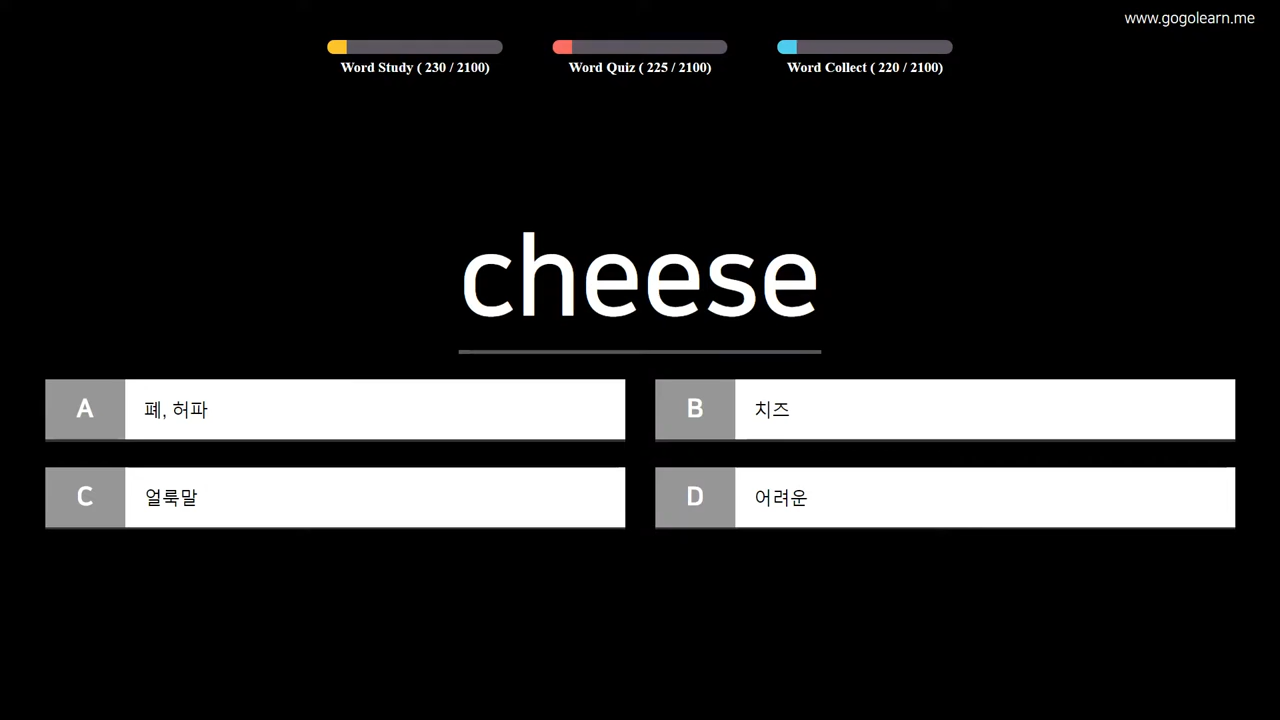 www.gogolearn.me
Word Study ( 230 / 2100)
Word Quiz ( 225 / 2100)
Word Collect ( 220 / 2100)
cheese
A 폐, 허파
B 치즈
C 얼룩말
D 어려운